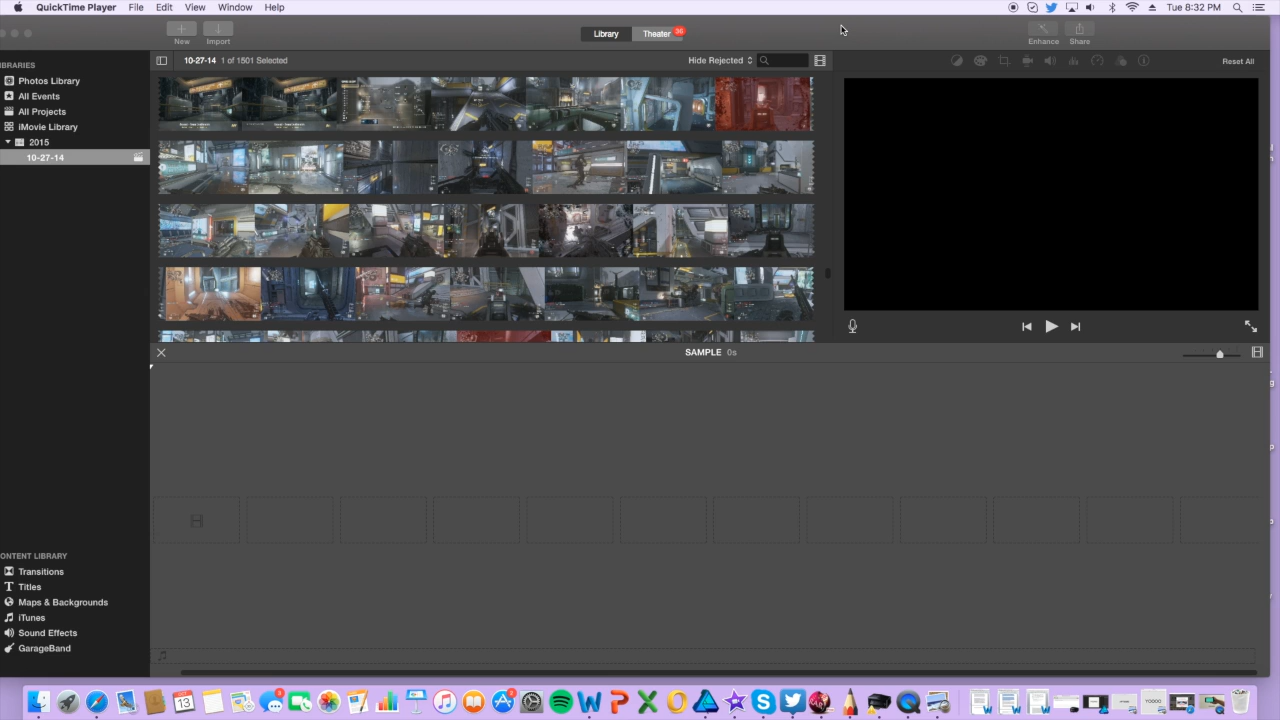 QuickTime Player File Edit View Window Help Tue 8:32 PM
New Import Library Theater 36 Enhance Share
IBRARIES
Photos Library
All Events
All Projects
iMovie Library
2015
10-27-14
10-27-14 1 of 1501 Selected Hide Rejected Reset All
SAMPLE 0s
ONTENT LIBRARY
Transitions
Titles
Maps & Backgrounds
iTunes
Sound Effects
GarageBand
13